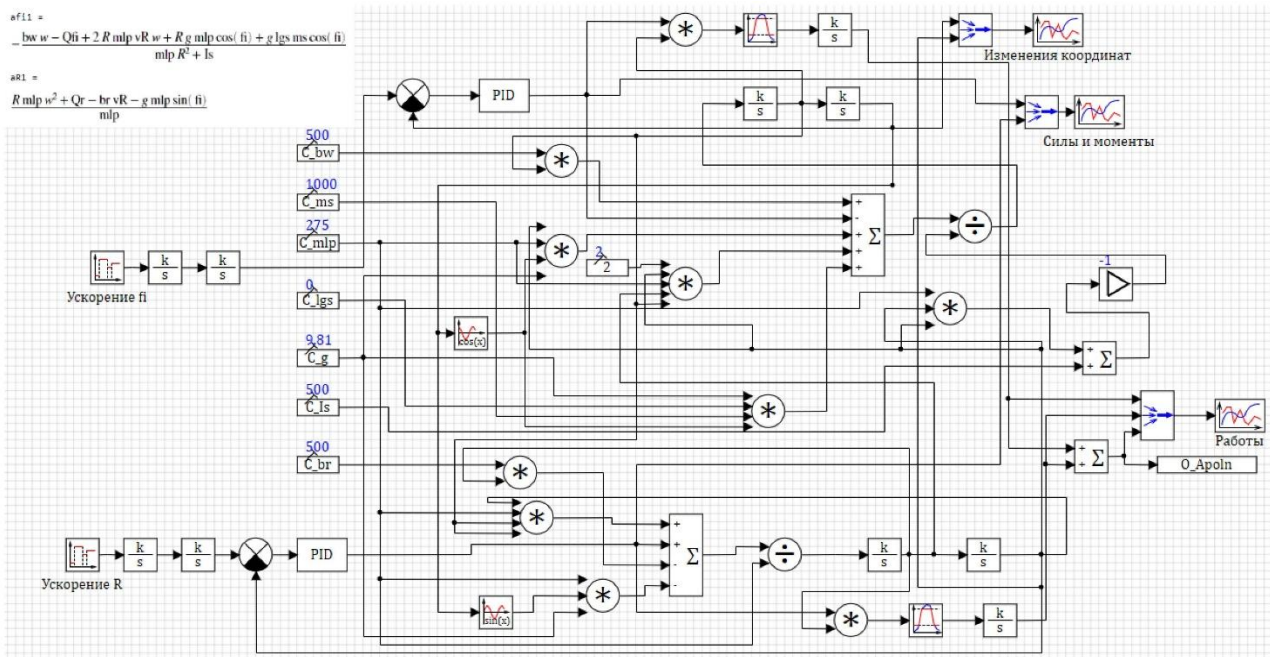 afi1 =
bw w − Qfi + 2 R mlp vR w + R g mlp cos( fi) + g lgs ms cos( fi)
−
mlp R² + Is
aR1 =
R mlp w² + Qr − br vR − g mlp sin( fi)
mlp
* k
s
Изменения координат
PID
k k
s s
Силы и моменты
500
C_bw *
1000
C_ms
+
-
+
+
+
Σ
÷
275
C_mlp *
2
2
*
k k
s s
Ускорение fi
-1
0
C_lgs
*
cos(x)
9.81
C_g
+
+
Σ
500
C_Is
*
Работы
500
C_br *
+
+
Σ
O_Apoln
*
+
+
-
-
Σ
÷
k k
s s
PID
k k
s s
Ускорение R
sin(x)
*
* k
s